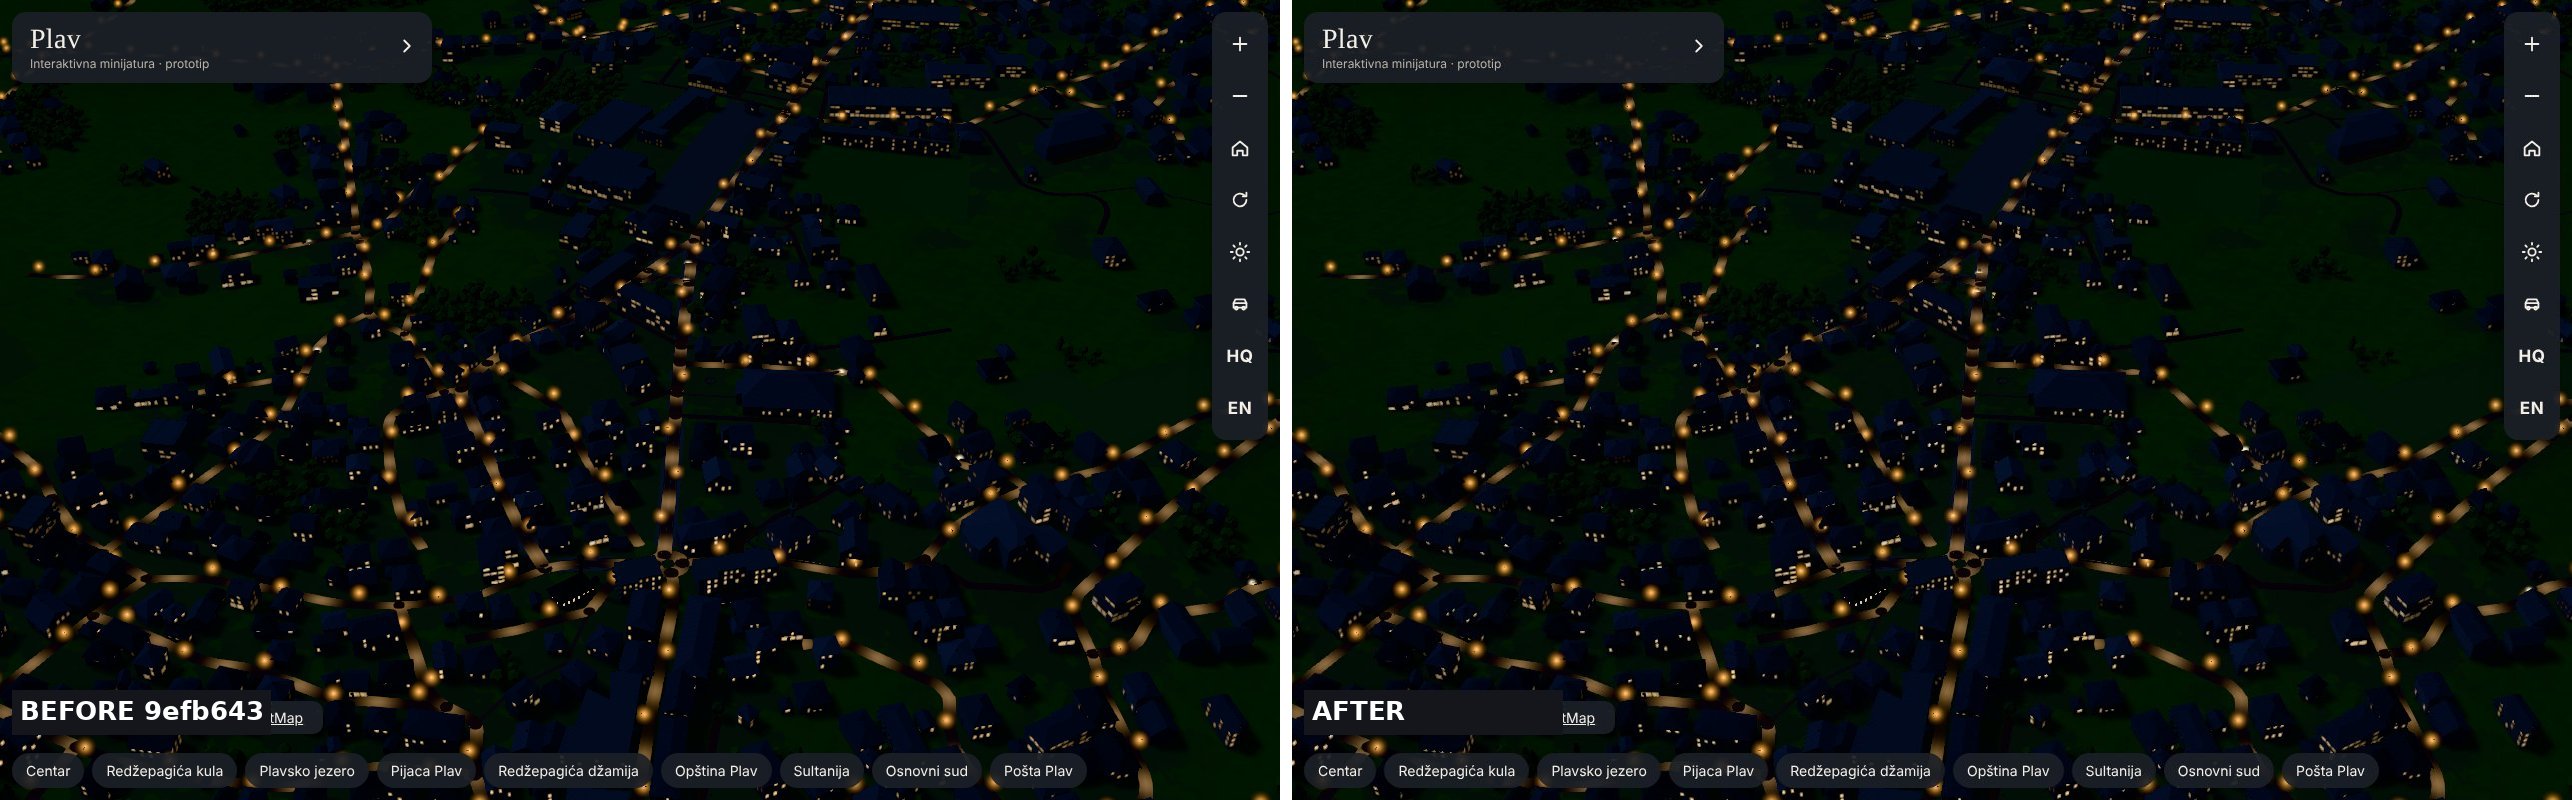 Plav
Interaktivna minijatura · prototip
HQ
EN
BEFORE 9efb643
tMap
Centar
Redžepagića kula
Plavsko jezero
Pijaca Plav
Redžepagića džamija
Opština Plav
Sultanija
Osnovni sud
Pošta Plav
Plav
Interaktivna minijatura · prototip
HQ
EN
AFTER
tMap
Centar
Redžepagića kula
Plavsko jezero
Pijaca Plav
Redžepagića džamija
Opština Plav
Sultanija
Osnovni sud
Pošta Plav